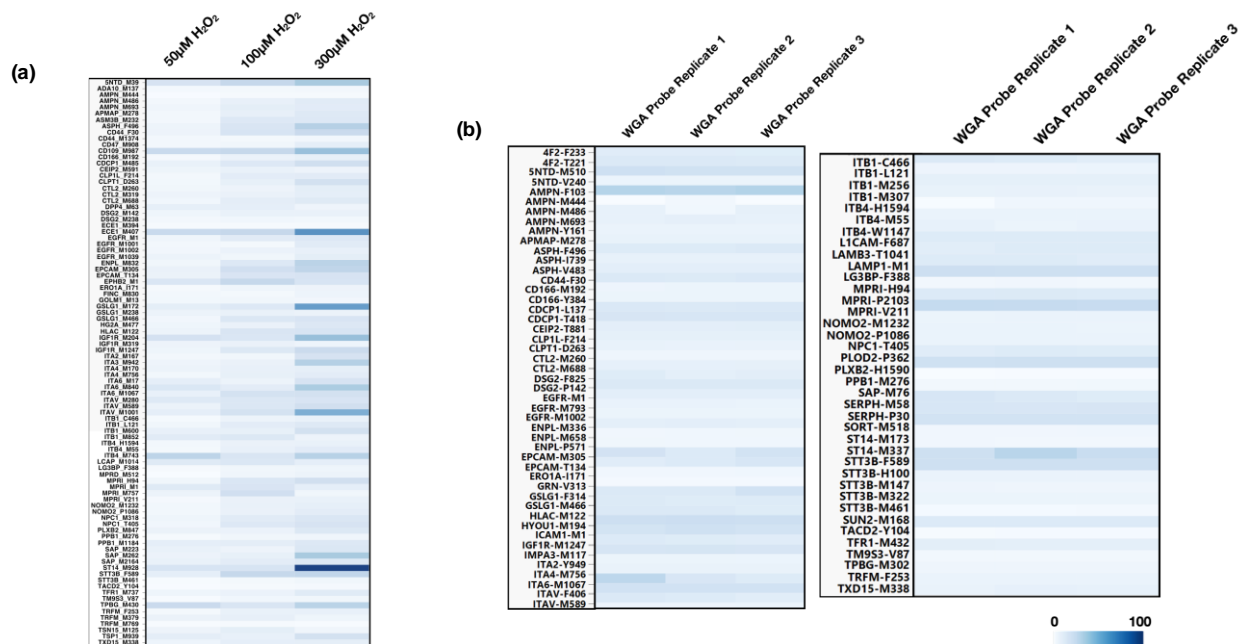 (a)
50µM H₂O₂
100µM H₂O₂
300µM H₂O₂
5NTD_M39
ADA10_M137
AMPN_M444
AMPN_M486
AMPN_M693
APMAP_M278
ASM3B_M232
ASPH_F496
CD44_F30
CD44_M1374
CD47_M908
CD109_M987
CD166_M192
CDCP1_M485
CEIP2_M591
CLP1L_F214
CLPT1_D263
CTL2_M260
CTL2_M319
CTL2_M688
DPP4_M63
DSG2_M142
DSG2_M238
ECE1_M394
ECE1_M407
EGFR_M1
EGFR_M1001
EGFR_M1002
EGFR_M1039
ENPL_M832
EPCAM_M305
EPCAM_T134
EPHB2_M1
ERO1A_I171
FINC_M830
GOLM1_M13
GSLG1_M172
GSLG1_M238
GSLG1_M466
HG2A_M477
HLAC_M122
IGF1R_M204
IGF1R_M319
IGF1R_M1247
ITA2_M167
ITA3_M942
ITA4_M170
ITA4_M756
ITA6_M17
ITA6_M840
ITA6_M1067
ITAV_M280
ITAV_M589
ITAV_M1001
ITB1_C466
ITB1_L121
ITB1_M600
ITB1_M852
ITB4_H1594
ITB4_M55
ITB4_M743
LCAP_M1014
LG3BP_F388
MPRD_M512
MPRI_H94
MPRI_M1
MPRI_M757
MPRI_V211
NOMO2_M1232
NOMO2_P1086
NPC1_M318
NPC1_T405
PLXB2_M847
PPB1_M276
PPB1_M1184
SAP_M223
SAP_M262
SAP_M2164
ST14_M928
STT3B_F589
STT3B_M461
TACD2_Y104
TFR1_M737
TM9S3_V87
TPBG_M430
TRFM_F253
TRFM_M379
TRFM_M769
TSN15_M125
TSP1_M939
TXD15_M338
(b)
WGA Probe Replicate 1
WGA Probe Replicate 2
WGA Probe Replicate 3
4F2-F233
4F2-T221
5NTD-M510
5NTD-V240
AMPN-F103
AMPN-M444
AMPN-M486
AMPN-M693
AMPN-Y161
APMAP-M278
ASPH-F496
ASPH-I739
ASPH-V483
CD44-F30
CD166-M192
CD166-Y384
CDCP1-L137
CDCP1-T418
CEIP2-T881
CLP1L-F214
CLPT1-D263
CTL2-M260
CTL2-M688
DSG2-F825
DSG2-P142
EGFR-M1
EGFR-M793
EGFR-M1002
ENPL-M336
ENPL-M658
ENPL-P571
EPCAM-M305
EPCAM-T134
ERO1A-I171
GRN-V313
GSLG1-F314
GSLG1-M466
HLAC-M122
HYOU1-M194
ICAM1-M1
IGF1R-M1247
IMPA3-M117
ITA2-Y949
ITA4-M756
ITA6-M1067
ITAV-F406
ITAV-M589
WGA Probe Replicate 1
WGA Probe Replicate 2
WGA Probe Replicate 3
ITB1-C466
ITB1-L121
ITB1-M256
ITB1-M307
ITB4-H1594
ITB4-M55
ITB4-W1147
L1CAM-F687
LAMB3-T1041
LAMP1-M1
LG3BP-F388
MPRI-H94
MPRI-P2103
MPRI-V211
NOMO2-M1232
NOMO2-P1086
NPC1-T405
PLOD2-P362
PLXB2-H1590
PPB1-M276
SAP-M76
SERPH-M58
SERPH-P30
SORT-M518
ST14-M173
ST14-M337
STT3B-F589
STT3B-H100
STT3B-M147
STT3B-M322
STT3B-M461
SUN2-M168
TACD2-Y104
TFR1-M432
TM9S3-V87
TPBG-M302
TRFM-F253
TXD15-M338
0 100